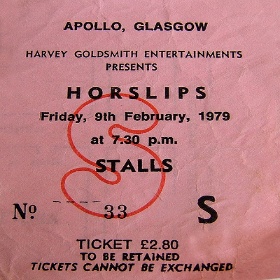 APOLLO, GLASGOW
HARVEY GOLDSMITH ENTERTAINMENTS
PRESENTS
HORSLIPS
Friday, 9th February, 1979
at 7.30 p.m.
STALLS
S
No 33 S
TICKET £2.80
TO BE RETAINED
TICKETS CANNOT BE EXCHANGED